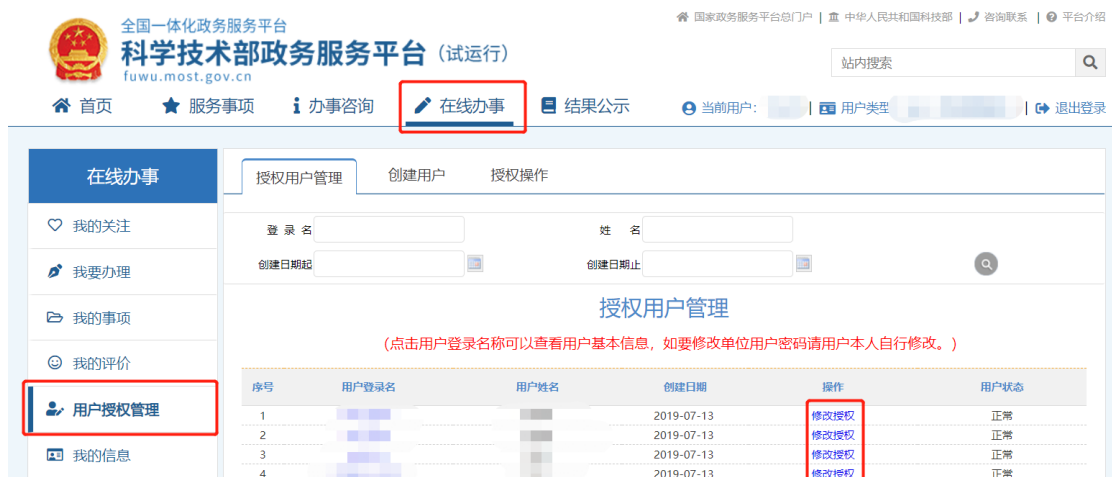 国家政务服务平台总门户 | 中华人民共和国科技部 | 咨询联系 | 平台介绍
全国一体化政务服务平台
科学技术部政务服务平台（试运行）
fuwu.most.gov.cn
站内搜索
首页 服务事项 办事咨询 在线办事 结果公示 当前用户： | 用户类型 | 退出登录
在线办事
授权用户管理 创建用户 授权操作
我的关注
登 录 名 姓 名
创建日期起 创建日期止
我要办理
我的事项
授权用户管理
（点击用户登录名称可以查看用户基本信息，如要修改单位用户密码请用户本人自行修改。）
我的评价
序号 用户登录名 用户姓名 创建日期 操作 用户状态
用户授权管理
1 2019-07-13 修改授权 正常
2 2019-07-13 修改授权 正常
我的信息
3 2019-07-13 修改授权 正常
4 2019-07-13 修改授权 正常